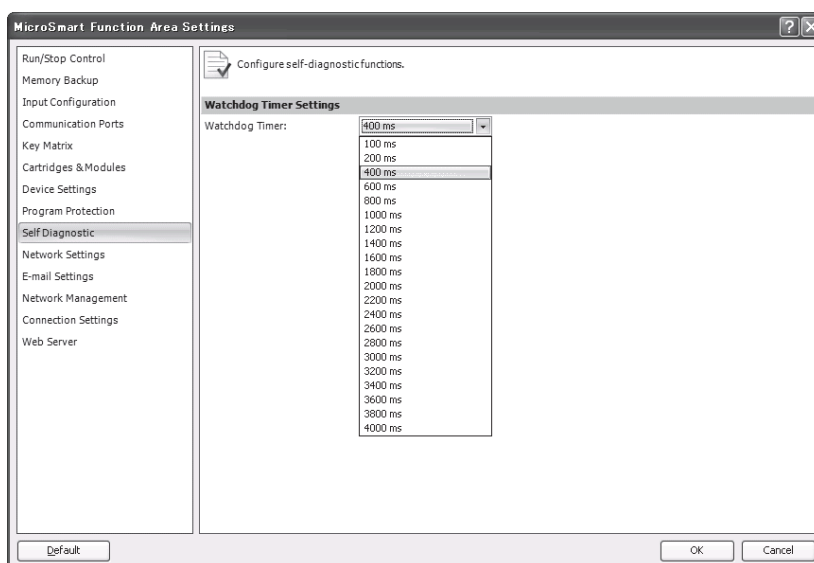 MicroSmart Function Area Settings
Run/Stop Control
Memory Backup
Input Configuration
Communication Ports
Key Matrix
Cartridges &Modules
Device Settings
Program Protection
Self Diagnostic
Network Settings
E-mail Settings
Network Management
Connection Settings
Web Server
Configure self-diagnostic functions.
Watchdog Timer Settings
Watchdog Timer:
400 ms
100 ms
200 ms
400 ms
600 ms
800 ms
1000 ms
1200 ms
1400 ms
1600 ms
1800 ms
2000 ms
2200 ms
2400 ms
2600 ms
2800 ms
3000 ms
3200 ms
3400 ms
3600 ms
3800 ms
4000 ms
Default
OK
Cancel